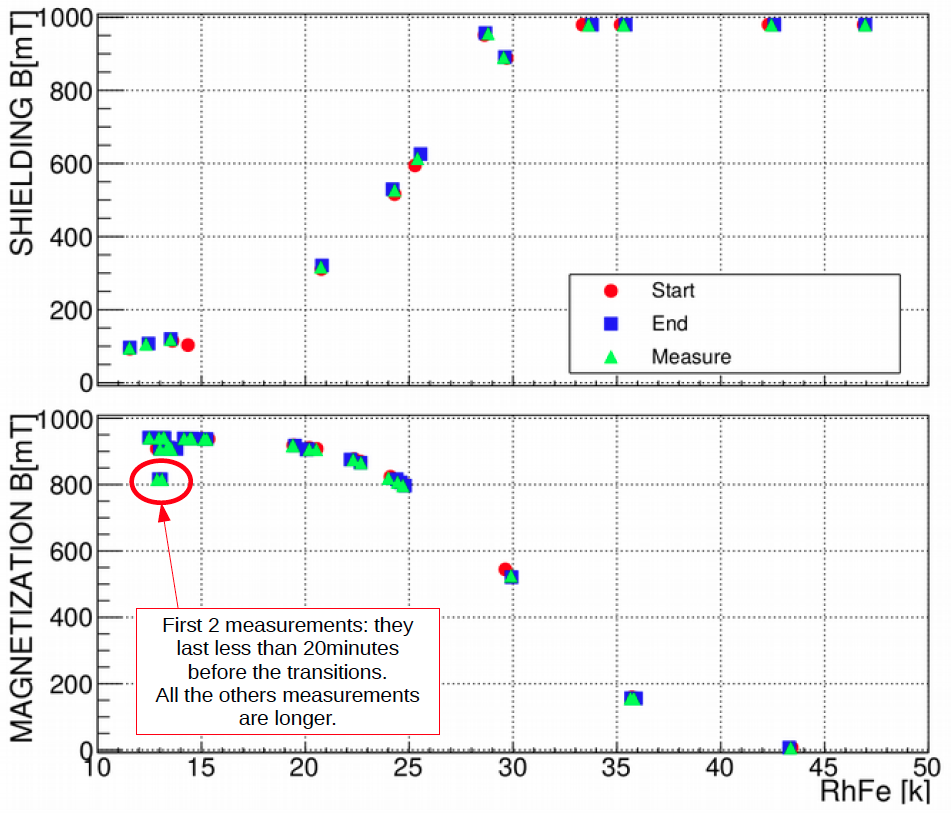 SHIELDING B[mT]
1000
800
600
400
200
0
Start
End
Measure
MAGNETIZATION B[mT]
1000
800
600
400
200
0
First 2 measurements: they
last less than 20minutes
before the transitions.
All the others measurements
are longer.
10 15 20 25 30 35 40 45 50
RhFe [k]